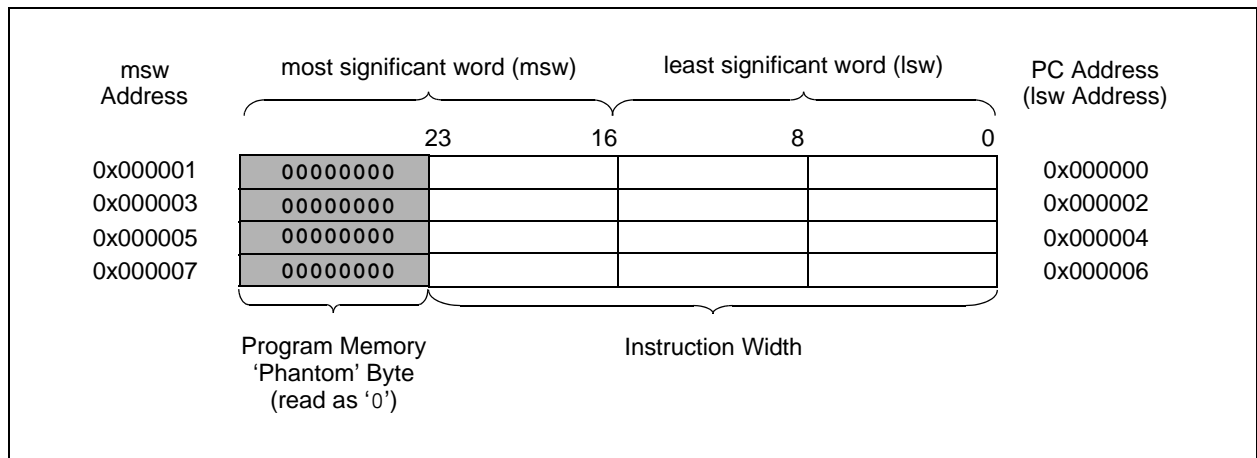 msw
Address
most significant word (msw)
least significant word (lsw)
PC Address
(lsw Address)
23 16 8 0
0x000001 00000000 0x000000
0x000003 00000000 0x000002
0x000005 00000000 0x000004
0x000007 00000000 0x000006
Program Memory
‘Phantom’ Byte
(read as ‘0’)
Instruction Width